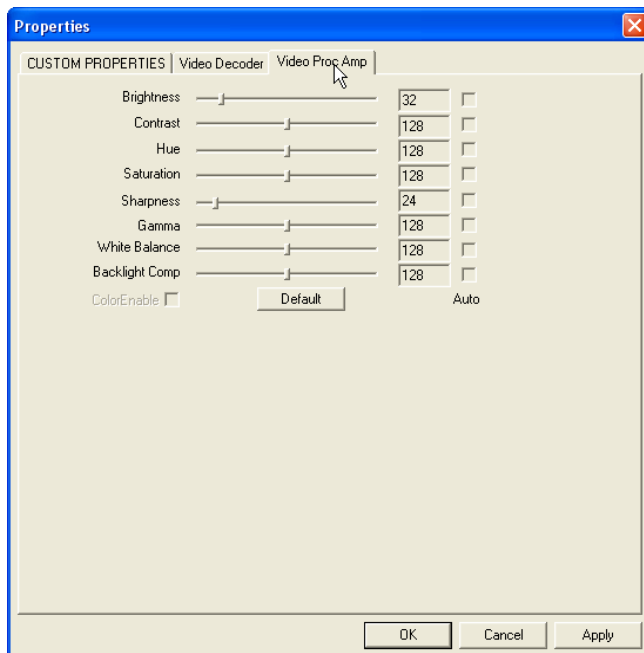 Properties
CUSTOM PROPERTIES Video Decoder Video Proc Amp
Brightness 32
Contrast 128
Hue 128
Saturation 128
Sharpness 24
Gamma 128
White Balance 128
Backlight Comp 128
ColorEnable Default Auto
OK Cancel Apply